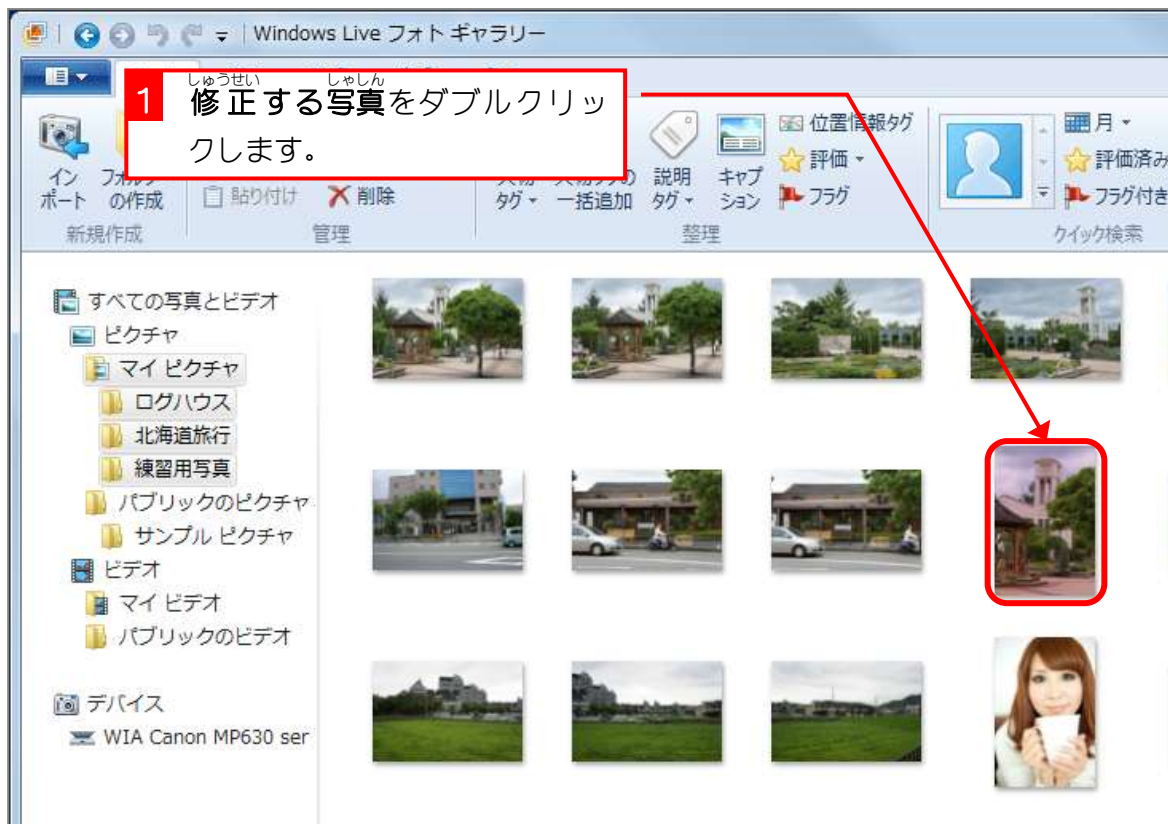 Windows Live フォト ギャラリー
1
しゅうせい しゃしん
修正する写真をダブルクリッ
クします。
位置情報タグ
月
評価
評価済み
イン
ポート
の作成
貼り付け
削除
タグ
一括追加
説明
タグ
キャプ
ション
フラグ
フラグ付き
新規作成
管理
整理
クイック検索
すべての写真とビデオ
ピクチャ
マイ ピクチャ
ログハウス
北海道旅行
練習用写真
パブリックのピクチャ
サンプル ピクチャ
ビデオ
マイ ビデオ
パブリックのビデオ
デバイス
WIA Canon MP630 ser